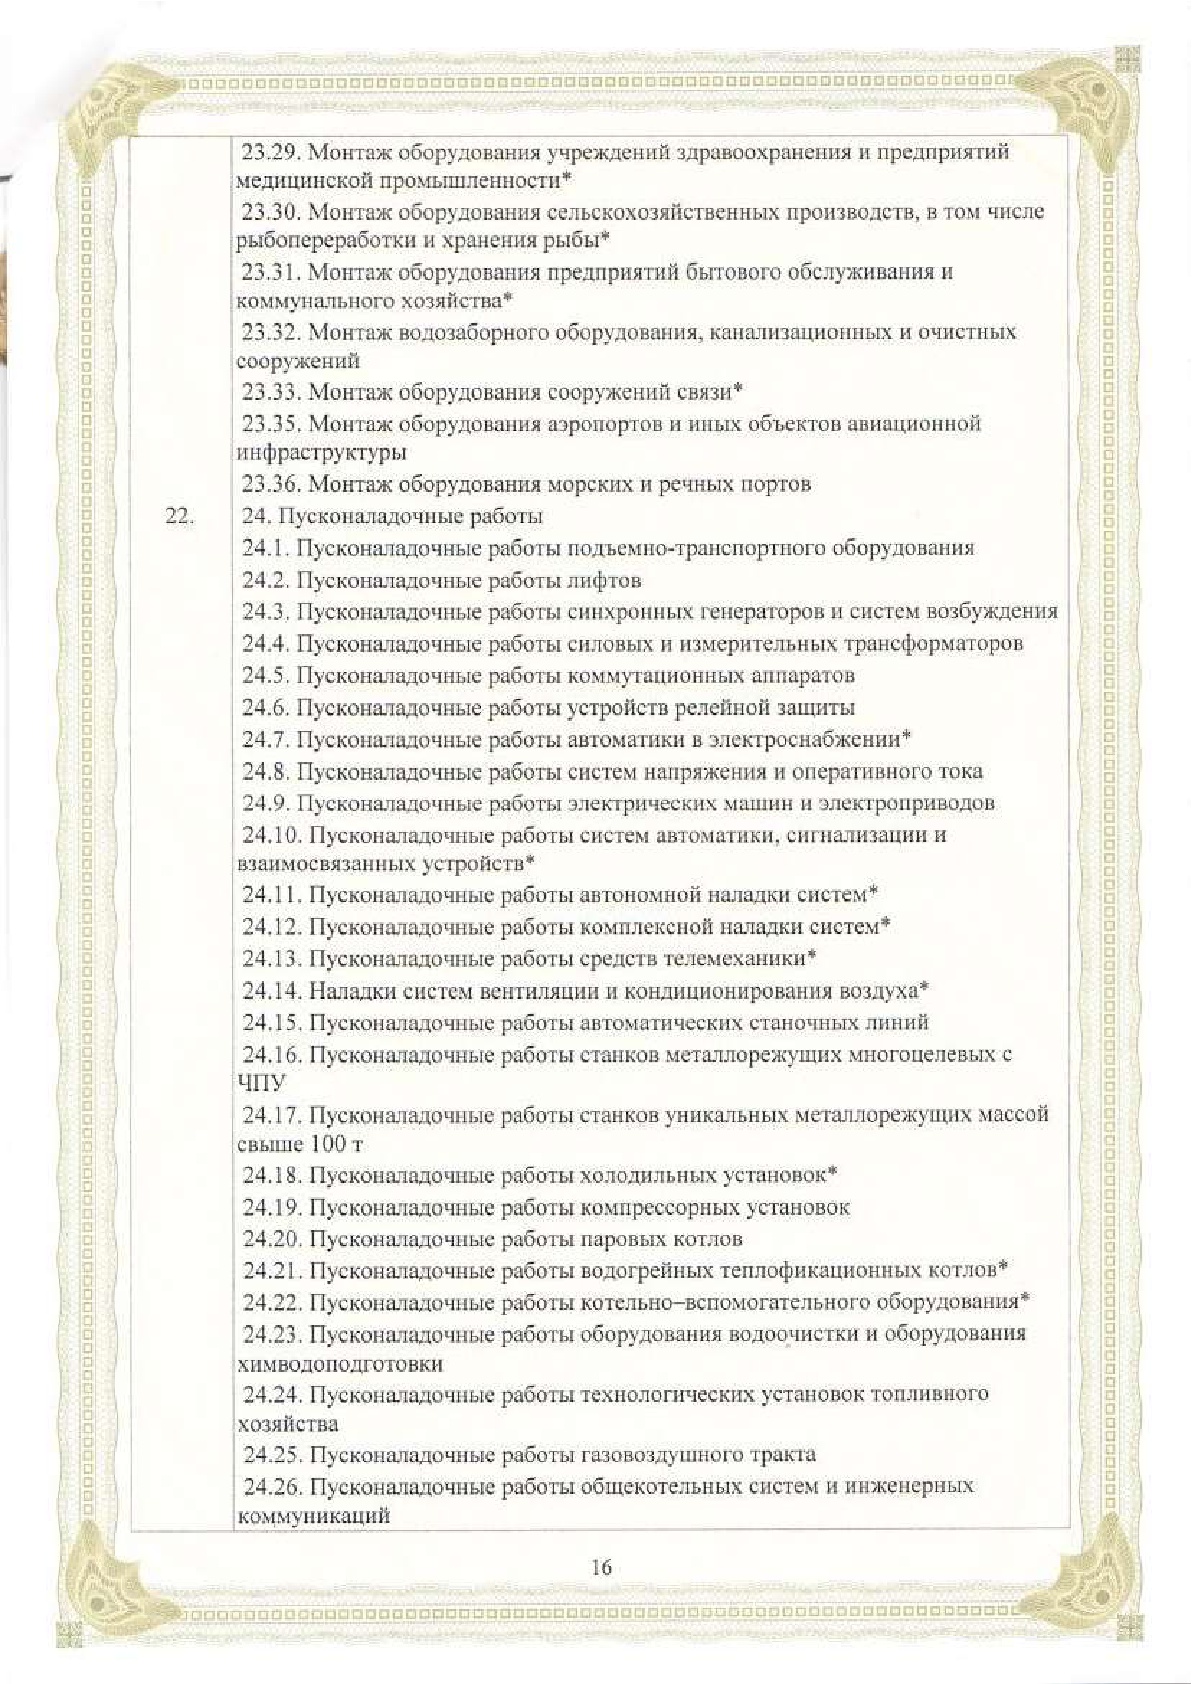 23.29. Монтаж оборудования учреждений здравоохранения и предприятий
медицинской промышленности*
23.30. Монтаж оборудования сельскохозяйственных производств, в том числе
рыбопереработки и хранения рыбы*
23.31. Монтаж оборудования предприятий бытового обслуживания и
коммунального хозяйства*
23.32. Монтаж водозаборного оборудования, канализационных и очистных
сооружений
23.33. Монтаж оборудования сооружений связи*
23.35. Монтаж оборудования аэропортов и иных объектов авиационной
инфраструктуры
23.36. Монтаж оборудования морских и речных портов
22. 24. Пусконаладочные работы
24.1. Пусконаладочные работы подъемно-транспортного оборудования
24.2. Пусконаладочные работы лифтов
24.3. Пусконаладочные работы синхронных генераторов и систем возбуждения
24.4. Пусконаладочные работы силовых и измерительных трансформаторов
24.5. Пусконаладочные работы коммутационных аппаратов
24.6. Пусконаладочные работы устройств релейной защиты
24.7. Пусконаладочные работы автоматики в электроснабжении*
24.8. Пусконаладочные работы систем напряжения и оперативного тока
24.9. Пусконаладочные работы электрических машин и электроприводов
24.10. Пусконаладочные работы систем автоматики, сигнализации и
взаимосвязанных устройств*
24.11. Пусконаладочные работы автономной наладки систем*
24.12. Пусконаладочные работы комплексной наладки систем*
24.13. Пусконаладочные работы средств телемеханики*
24.14. Наладки систем вентиляции и кондиционирования воздуха*
24.15. Пусконаладочные работы автоматических станочных линий
24.16. Пусконаладочные работы станков металлорежущих многоцелевых с
ЧПУ
24.17. Пусконаладочные работы станков уникальных металлорежущих массой
свыше 100 т
24.18. Пусконаладочные работы холодильных установок*
24.19. Пусконаладочные работы компрессорных установок
24.20. Пусконаладочные работы паровых котлов
24.21. Пусконаладочные работы водогрейных теплофикационных котлов*
24.22. Пусконаладочные работы котельно–вспомогательного оборудования*
24.23. Пусконаладочные работы оборудования водоочистки и оборудования
химводоподготовки
24.24. Пусконаладочные работы технологических установок топливного
хозяйства
24.25. Пусконаладочные работы газовоздушного тракта
24.26. Пусконаладочные работы общекотельных систем и инженерных
коммуникаций
16